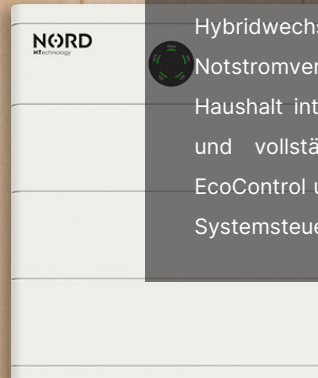 NORD
HTechnology
Hybridwechs
Notstromver
Haushalt int
und vollstä
EcoControl u
Systemsteue